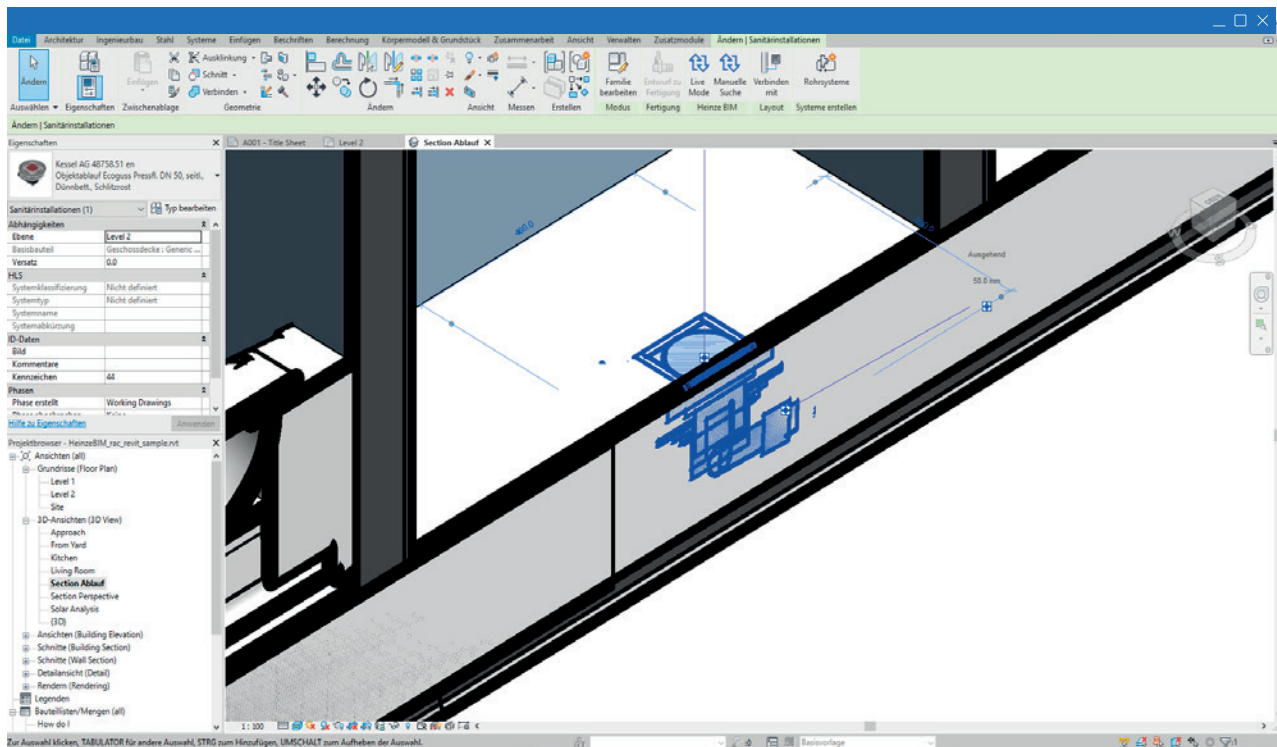 Datei Architektur Ingenieurbau Stahl Systeme Einfügen Beschriften Berechnung Körpermodell & Grundstück Zusammenarbeit Ansicht Verwalten Zusatzmodule Ändern | Sanitärinstallationen
Ändern
Einfügen
Ausklinkung
Schnitt
Verbinden
Familie bearbeiten
Entwurf zu Fertigung
Live Mode
Manuelle Suche
Verbinden mit
Rohrsysteme
Auswählen Eigenschaften Zwischenablage Geometrie Ändern Ansicht Messen Erstellen Modus Fertigung Heinze BIM Layout Systeme erstellen
Ändern | Sanitärinstallationen
Eigenschaften X
A001 - Title Sheet Level 2 Section Ablauf X
Kessel AG 48758.51 en
Objektablauf Ecoguss Pressfl. DN 50, seitl.,
Dünnbett, Schlitzrost
Sanitärinstallationen (1) Typ bearbeiten
Abhängigkeiten
Ebene Level 2
Basisbauteil Geschossdecke : Generic ...
Versatz 0.0
HLS
Systemklassifizierung Nicht definiert
Systemtyp Nicht definiert
Systemname
Systemabkürzung
ID-Daten
Bild
Kommentare
Kennzeichen 44
Phasen
Phase erstellt Working Drawings
Hilfe zu Eigenschaften Anwenden
Projektbrowser - HeinzeBIM_rac_revit_sample.rvt X
Ansichten (all)
Grundrisse (Floor Plan)
Level 1
Level 2
Site
3D-Ansichten (3D View)
Approach
From Yard
Kitchen
Living Room
Section Ablauf
Section Perspective
Solar Analysis
{3D}
Ansichten (Building Elevation)
Schnitte (Building Section)
Schnitte (Wall Section)
Detailansicht (Detail)
Rendern (Rendering)
Legenden
Bauteillisten/Mengen (all)
How do I
400.0
Ausgehend
50.0 mm
1 : 100
Zur Auswahl klicken, TABULATOR für andere Auswahl, STRG zum Hinzufügen, UMSCHALT zum Aufheben der Auswahl.
:0
Basisvorlage
:1